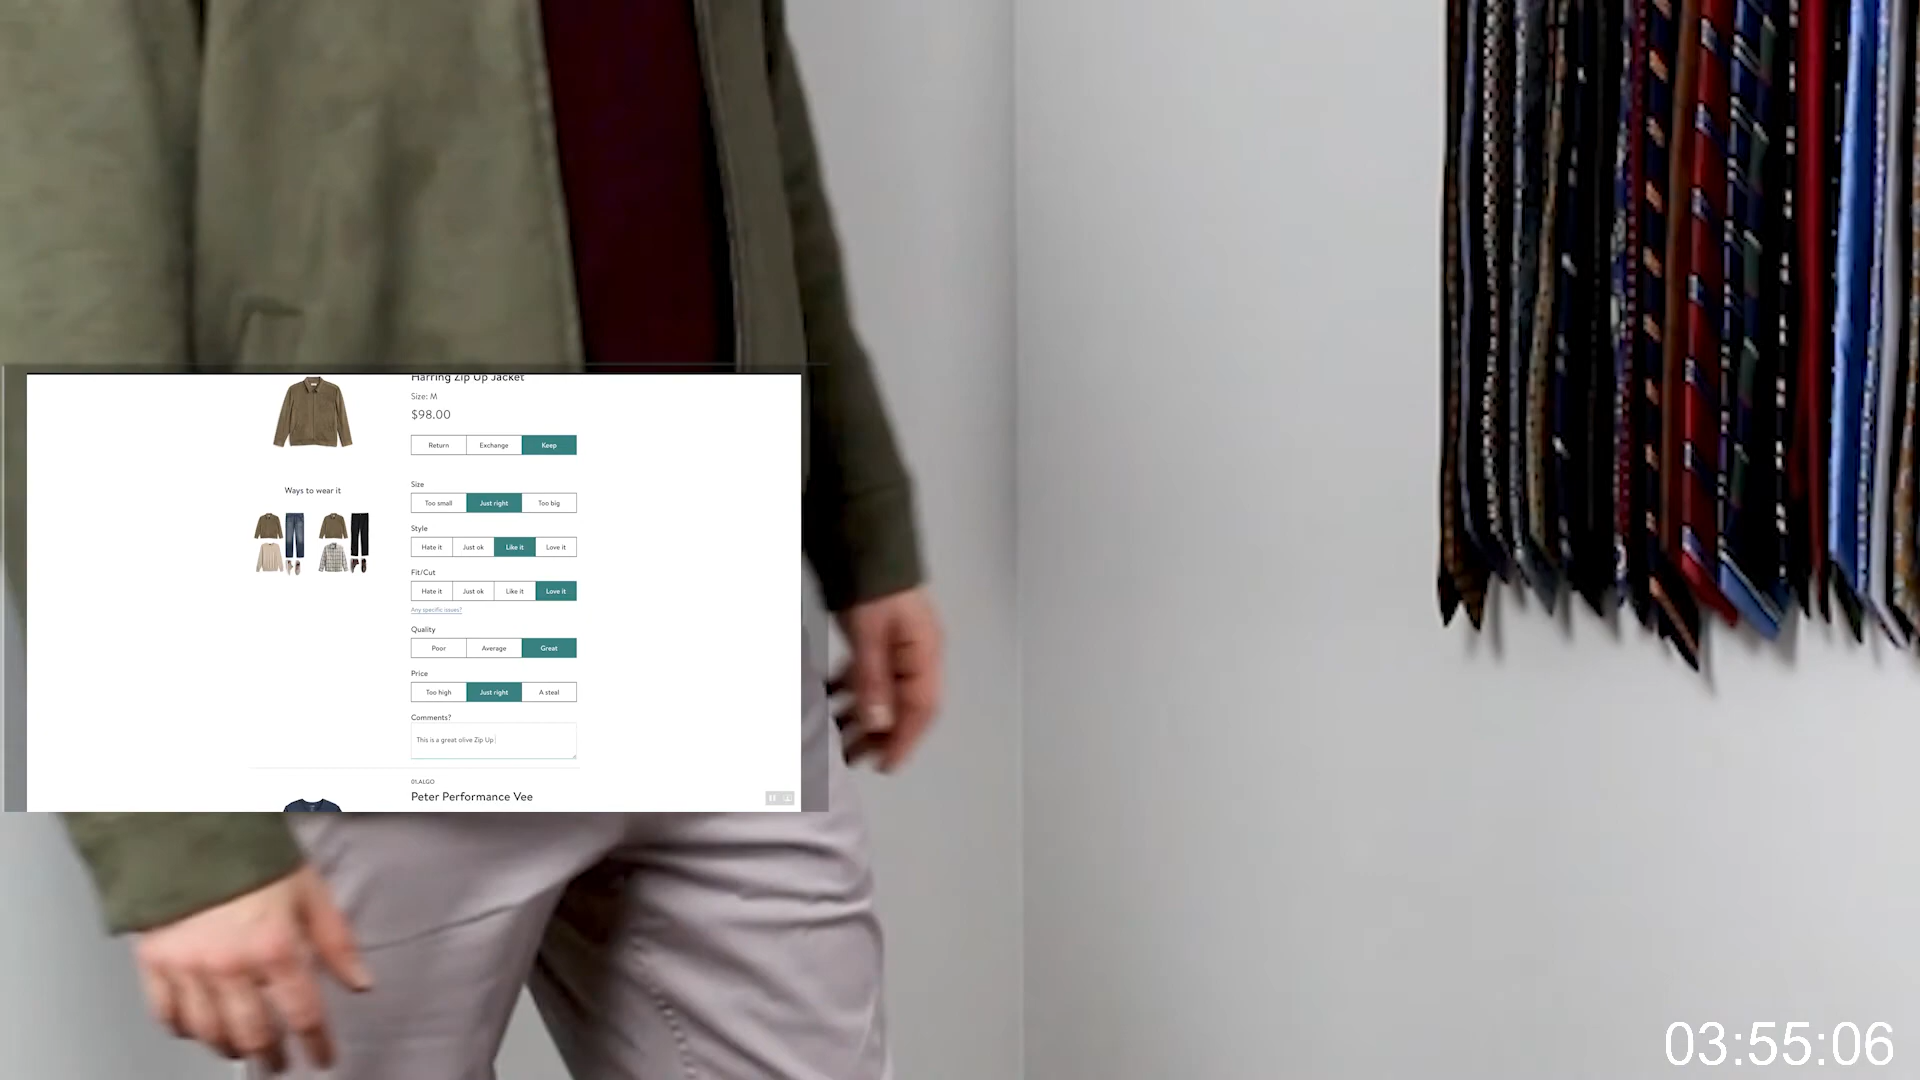 Harring Zip Up Jacket
Size: M
$98.00
Return Exchange Keep
Ways to wear it
Size
Too small Just right Too big
Style
Hate it Just ok Like it Love it
Fit/Cut
Hate it Just ok Like it Love it
Any specific issues?
Quality
Poor Average Great
Price
Too high Just right A steal
Comments?
This is a great olive Zip Up
01.ALGO
Peter Performance Vee
03:55:06